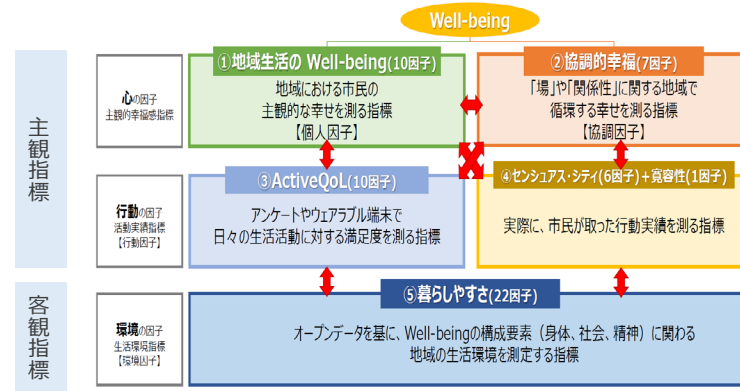 Well-being
①地域生活の Well-being(10因子)
地域における市民の
主観的な幸せを測る指標
【個人因子】
②協調的幸福(7因子)
「場」や「関係性」に関する地域で
循環する幸せを測る指標
【協調因子】
主観指標
心の因子
主観的幸福感指標
行動の因子
活動実績指標
【行動因子】
③ActiveQoL(10因子)
アンケートやウェアラブル端末で
日々の生活活動に対する満足度を測る指標
④センシュアス・シティ(6因子)+寛容性(1因子)
実際に、市民が取った行動実績を測る指標
客観指標
環境の因子
生活環境指標
【環境因子】
⑤暮らしやすさ(22因子)
オープンデータを基に、Well-beingの構成要素（身体、社会、精神）に関わる
地域の生活環境を測定する指標